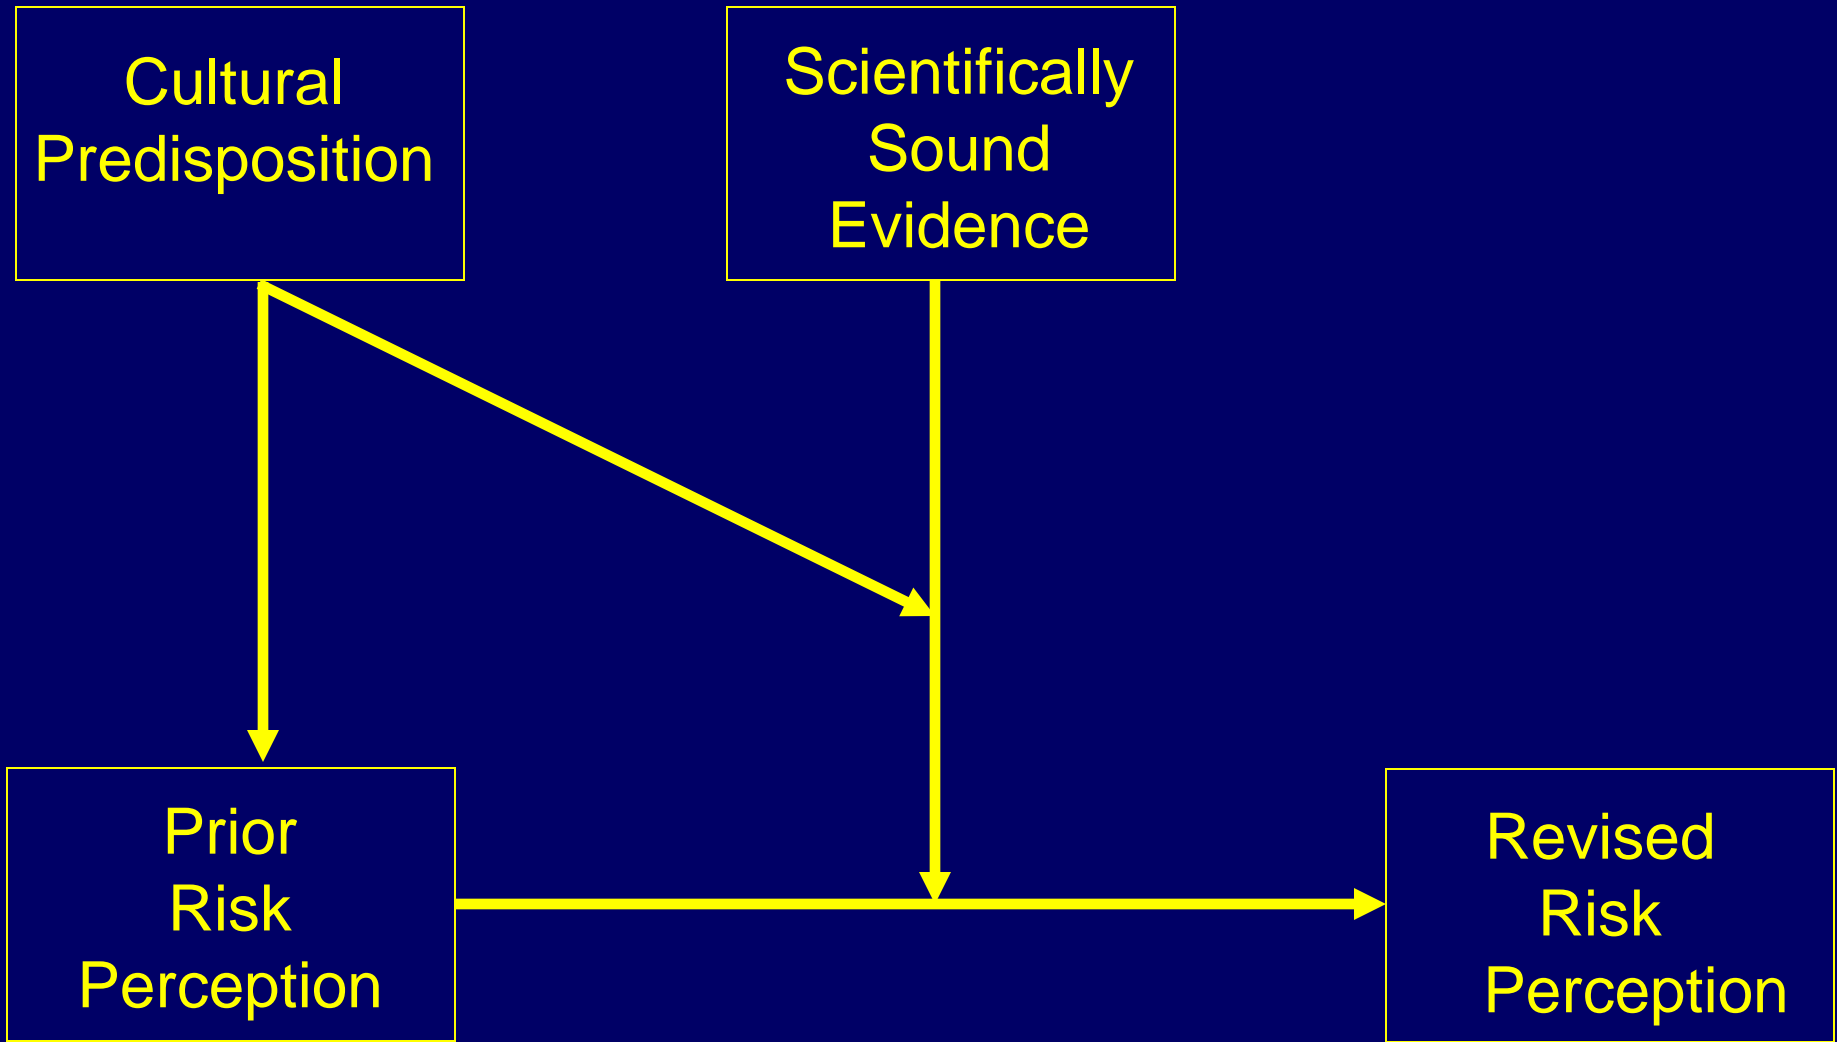 Cultural
Predisposition
Scientifically
Sound
Evidence
Prior
Risk
Perception
Revised
Risk
Perception